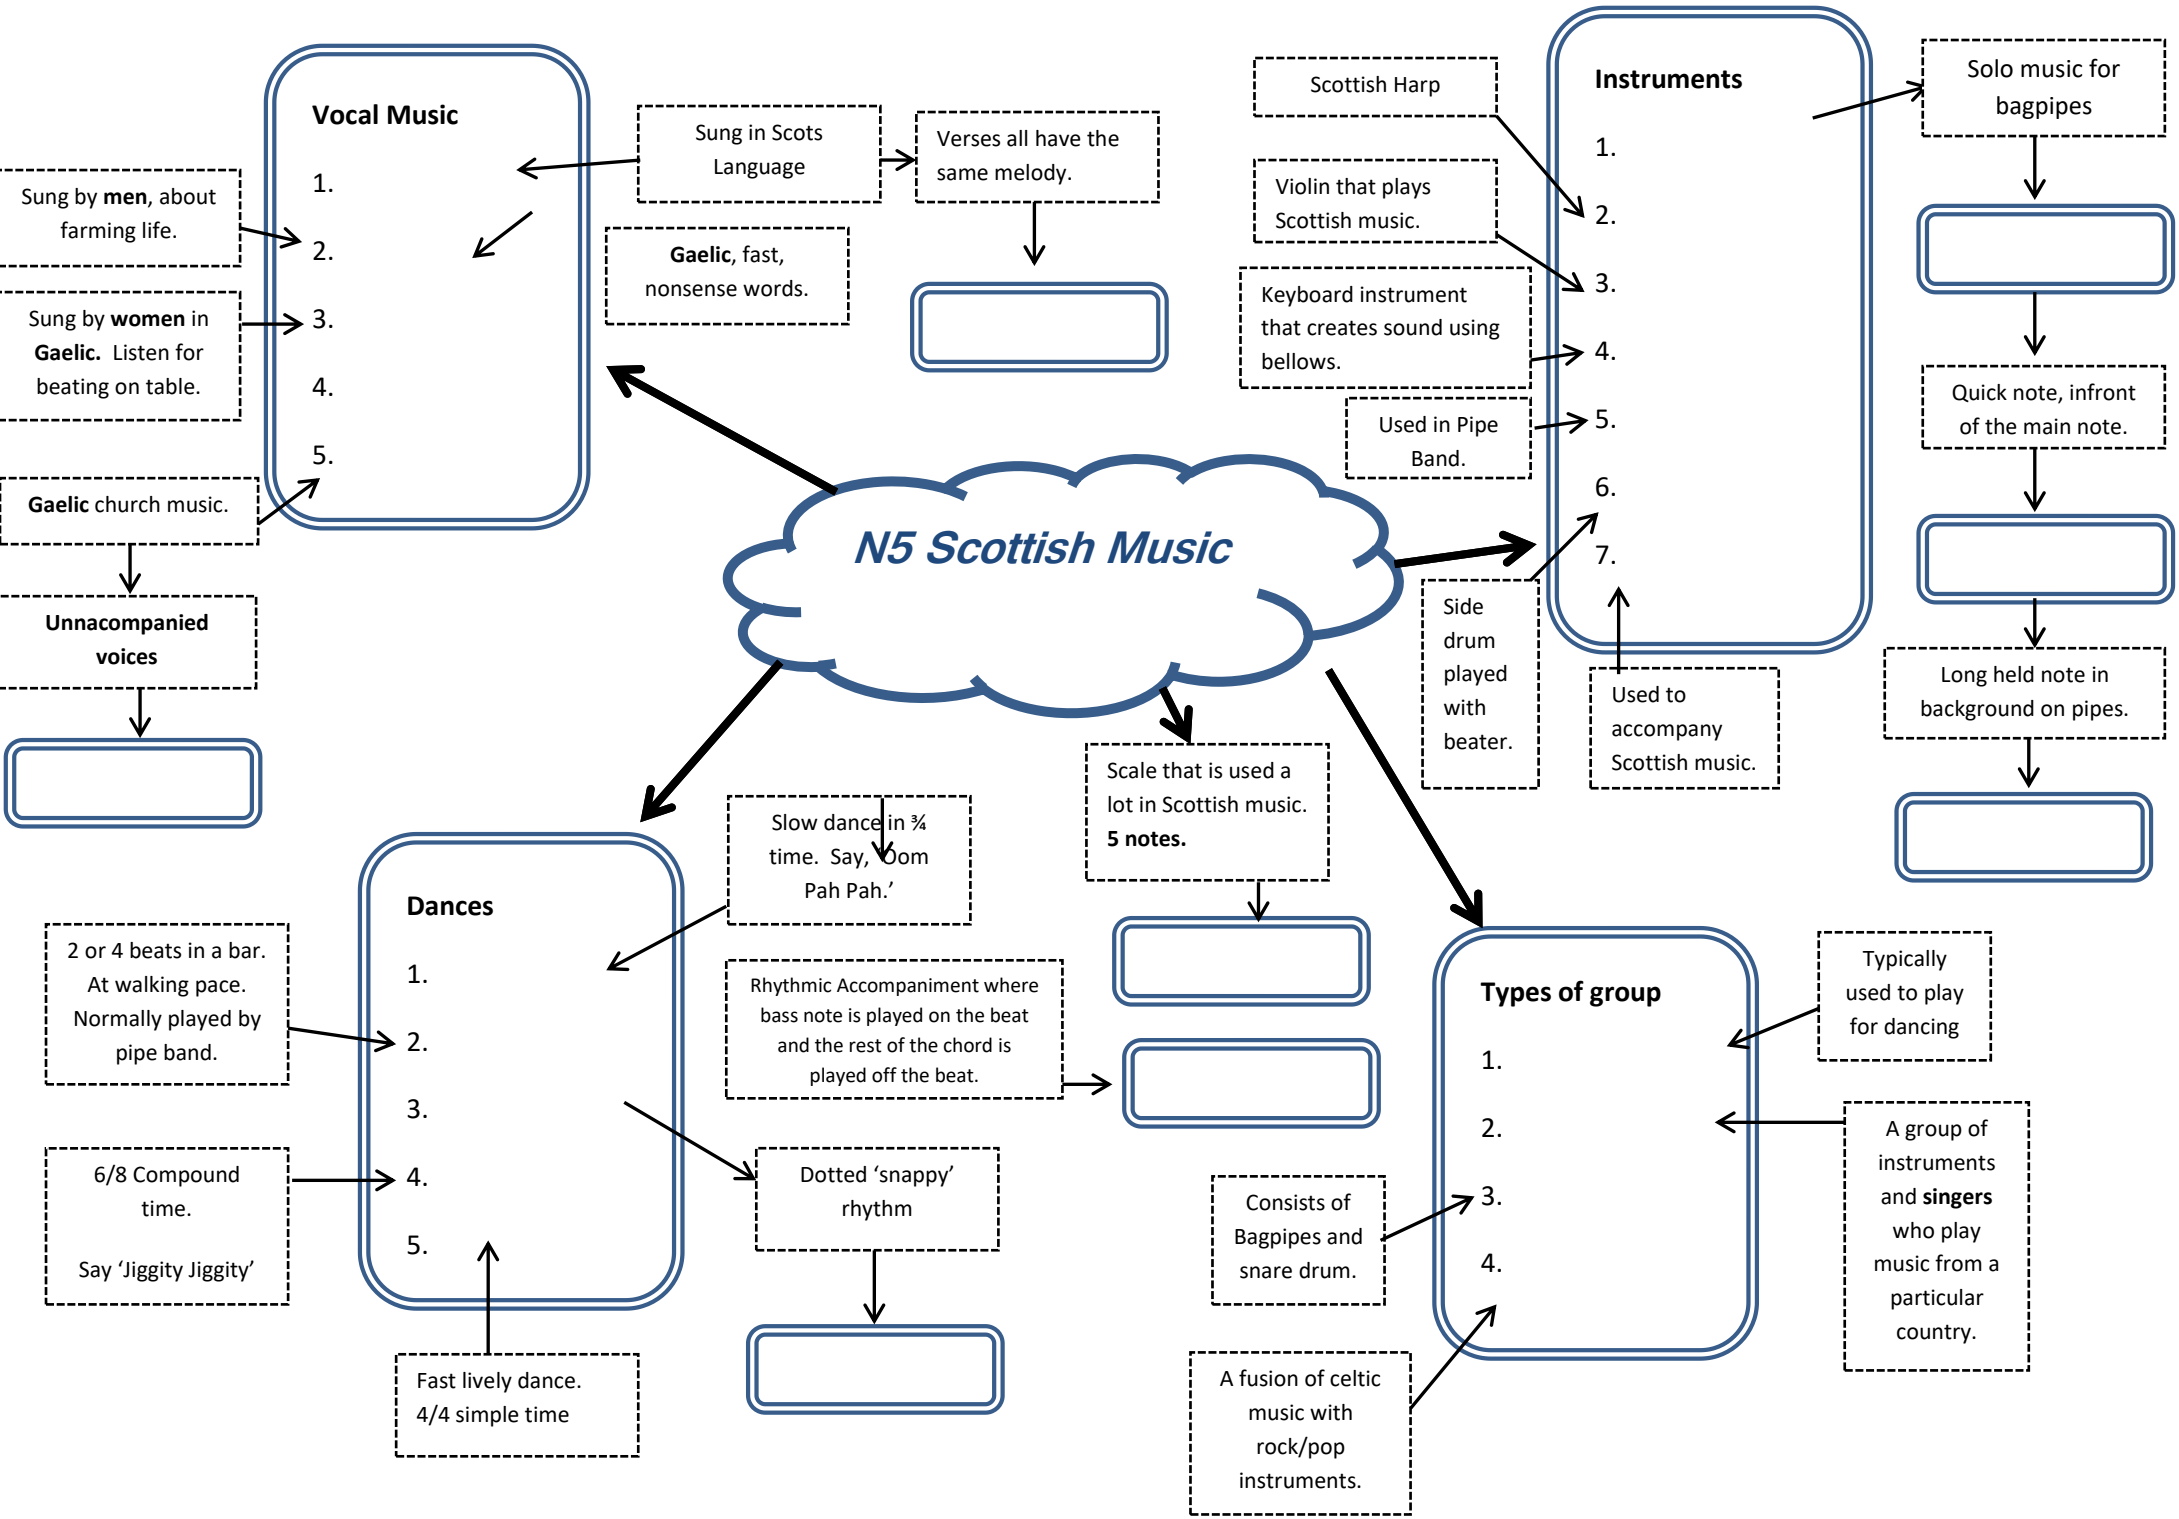 Vocal Music
1.
2.
3.
4.
5.
Sung by men, about
farming life.
Sung by women in
Gaelic.  Listen for
beating on table.
Gaelic church music.
Unnacompanied
voices
Sung in Scots
Language
Verses all have the
same melody.
Gaelic, fast,
nonsense words.
Instruments
1.
2.
3.
4.
5.
6.
7.
Scottish Harp
Violin that plays
Scottish music.
Keyboard instrument
that creates sound using
bellows.
Used in Pipe
Band.
Side
drum
played
with
beater.
Used to
accompany
Scottish music.
Solo music for
bagpipes
Quick note, infront
of the main note.
Long held note in
background on pipes.
N5 Scottish Music
Scale that is used a
lot in Scottish music.
5 notes.
Dances
1.
2.
3.
4.
5.
Slow dance in ¾
time.  Say, ‘Oom
Pah Pah.’
2 or 4 beats in a bar.
At walking pace.
Normally played by
pipe band.
6/8 Compound
time.
Say ‘Jiggity Jiggity’
Fast lively dance.
4/4 simple time
Dotted ‘snappy’
rhythm
Rhythmic Accompaniment where
bass note is played on the beat
and the rest of the chord is
played off the beat.
Types of group
1.
2.
3.
4.
Typically
used to play
for dancing
A group of
instruments
and singers
who play
music from a
particular
country.
Consists of
Bagpipes and
snare drum.
A fusion of celtic
music with
rock/pop
instruments.